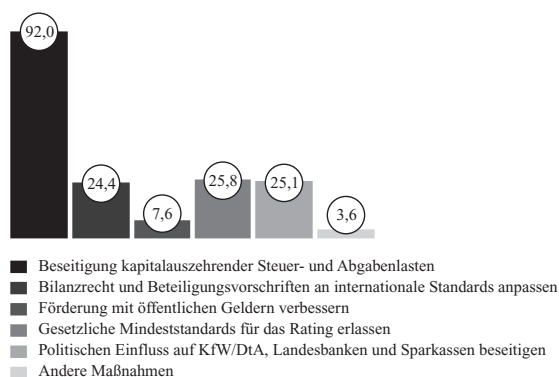 92,0
24,4
7,6
25,8
25,1
3,6
Beseitigung kapitalauszehrender Steuer- und Abgabenlasten
Bilanzrecht und Beteiligungsvorschriften an internationale Standards anpassen
Förderung mit öffentlichen Geldern verbessern
Gesetzliche Mindeststandards für das Rating erlassen
Politischen Einfluss auf KfW/DtA, Landesbanken und Sparkassen beseitigen
Andere Maßnahmen